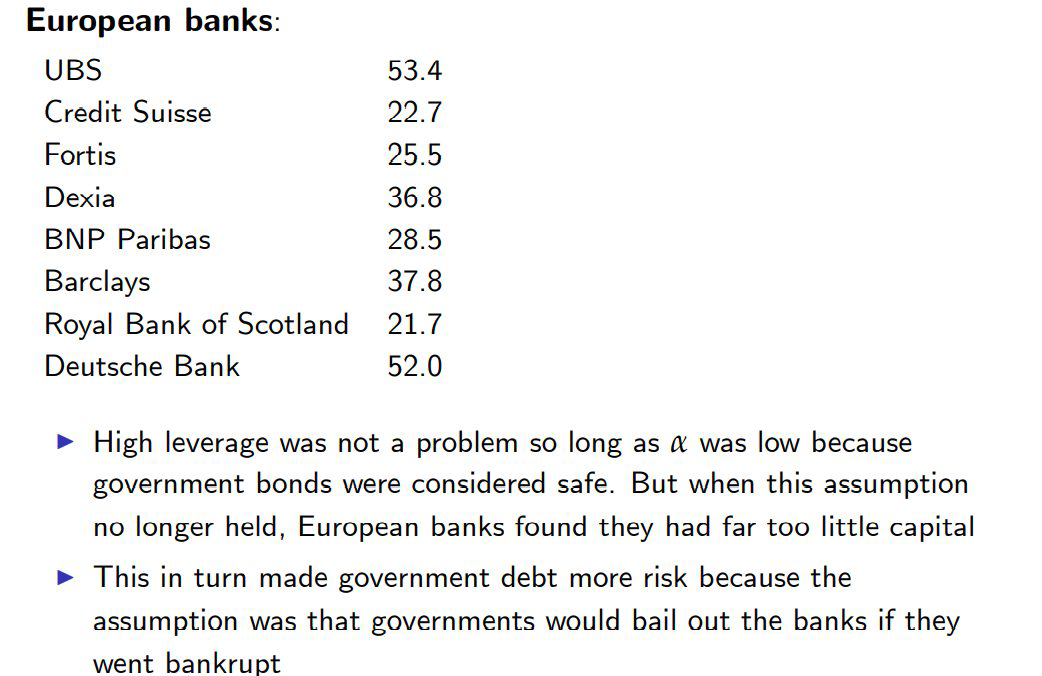 European banks:
UBS 53.4
Credit Suisse 22.7
Fortis 25.5
Dexia 36.8
BNP Paribas 28.5
Barclays 37.8
Royal Bank of Scotland 21.7
Deutsche Bank 52.0
▶ High leverage was not a problem so long as α was low because
government bonds were considered safe. But when this assumption
no longer held, European banks found they had far too little capital
▶ This in turn made government debt more risk because the
assumption was that governments would bail out the banks if they
went bankrupt